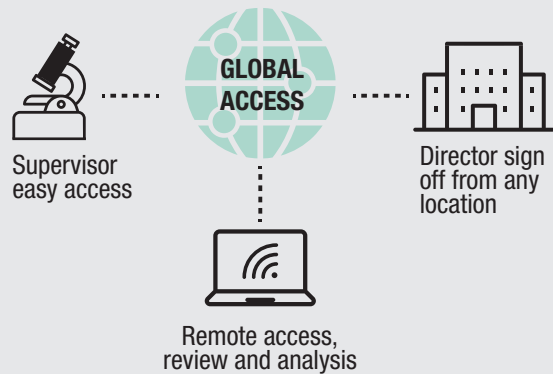 GLOBAL
ACCESS
Supervisor
easy access
Director sign
off from any
location
Remote access,
review and analysis